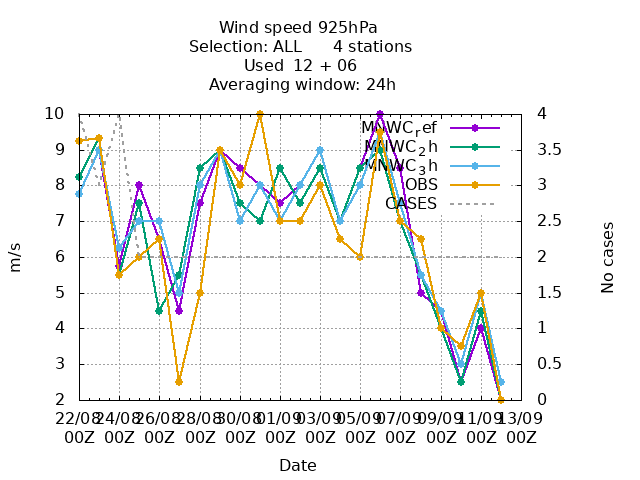 Wind speed 925hPa
Selection: ALL 4 stations
Used 12 + 06
Averaging window: 24h
m/s
10
9
8
7
6
5
4
3
2
MNWC_ref
MNWC_2h
MNWC_3h
OBS
CASES
4
3.5
3
2.5
2
1.5
1
0.5
0
No cases
22/08 24/08 26/08 28/08 30/08 01/09 03/09 05/09 07/09 09/09 11/09 13/09
00Z 00Z 00Z 00Z 00Z 00Z 00Z 00Z 00Z 00Z 00Z 00Z
Date